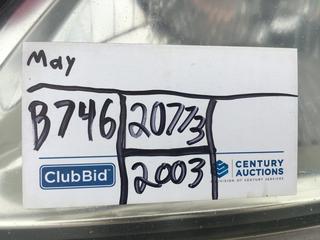 May
B746 20773
2003
ClubBid
CENTURY
AUCTIONS
DIVISION OF CENTURY SERVICES